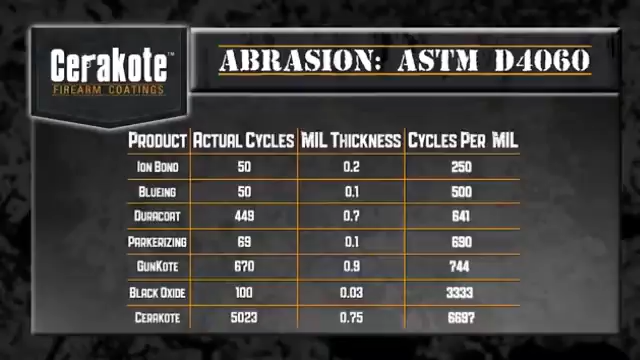 Cerakote™
FIREARM COATINGS
ABRASION: ASTM D4060
PRODUCT ACTUAL CYCLES MIL THICKNESS CYCLES PER MIL
ION BOND 50 0.2 250
BLUEING 50 0.1 500
DURACOAT 449 0.7 641
PARKERIZING 69 0.1 690
GUNKOTE 670 0.9 744
BLACK OXIDE 100 0.03 3333
CERAKOTE 5023 0.75 6697